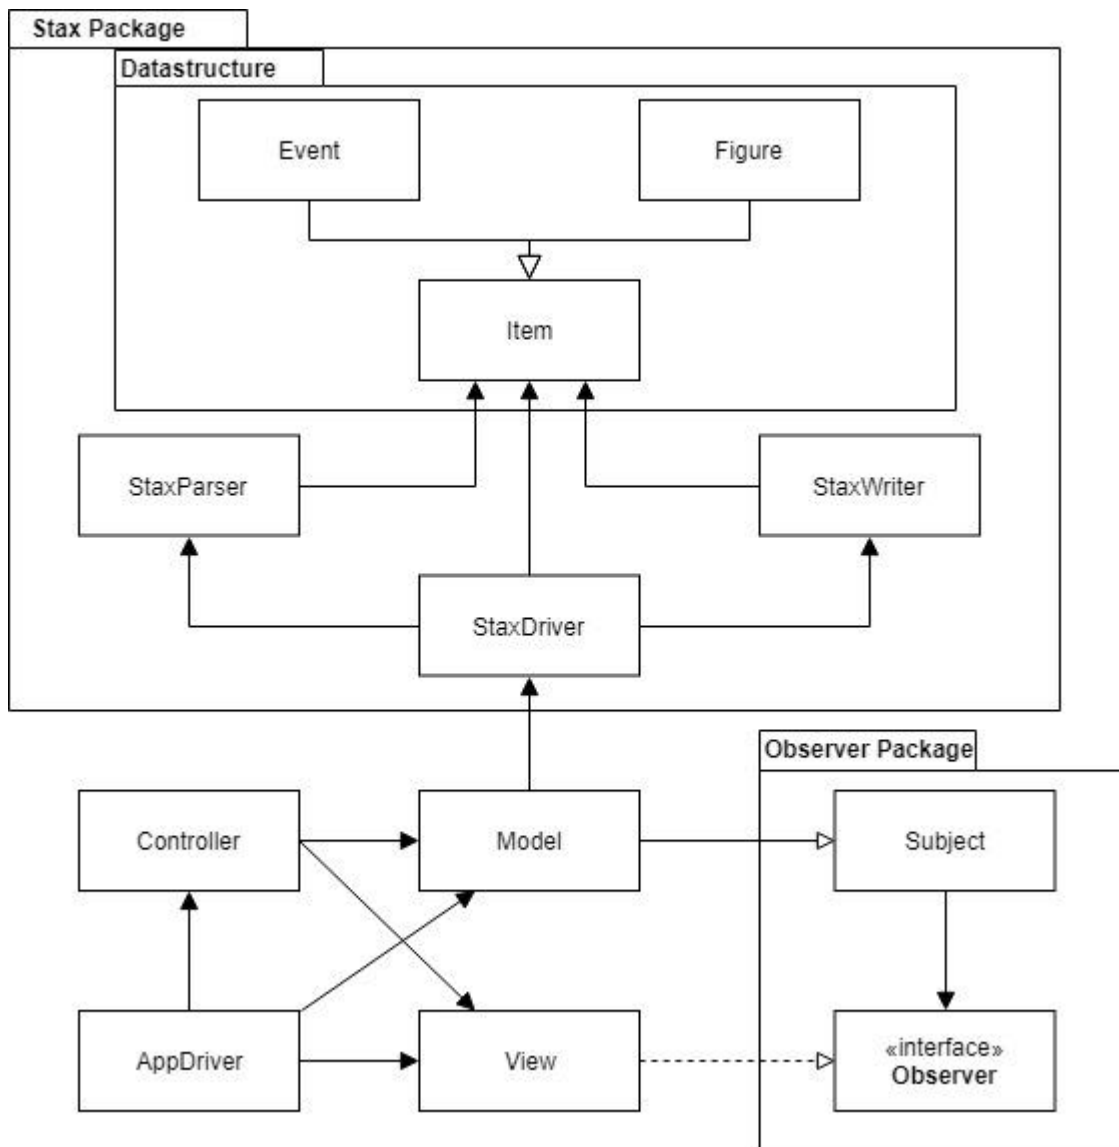 Stax Package
Datastructure
Event
Figure
Item
StaxParser
StaxWriter
StaxDriver
Observer Package
Controller
Model
Subject
AppDriver
View
«interface»
Observer